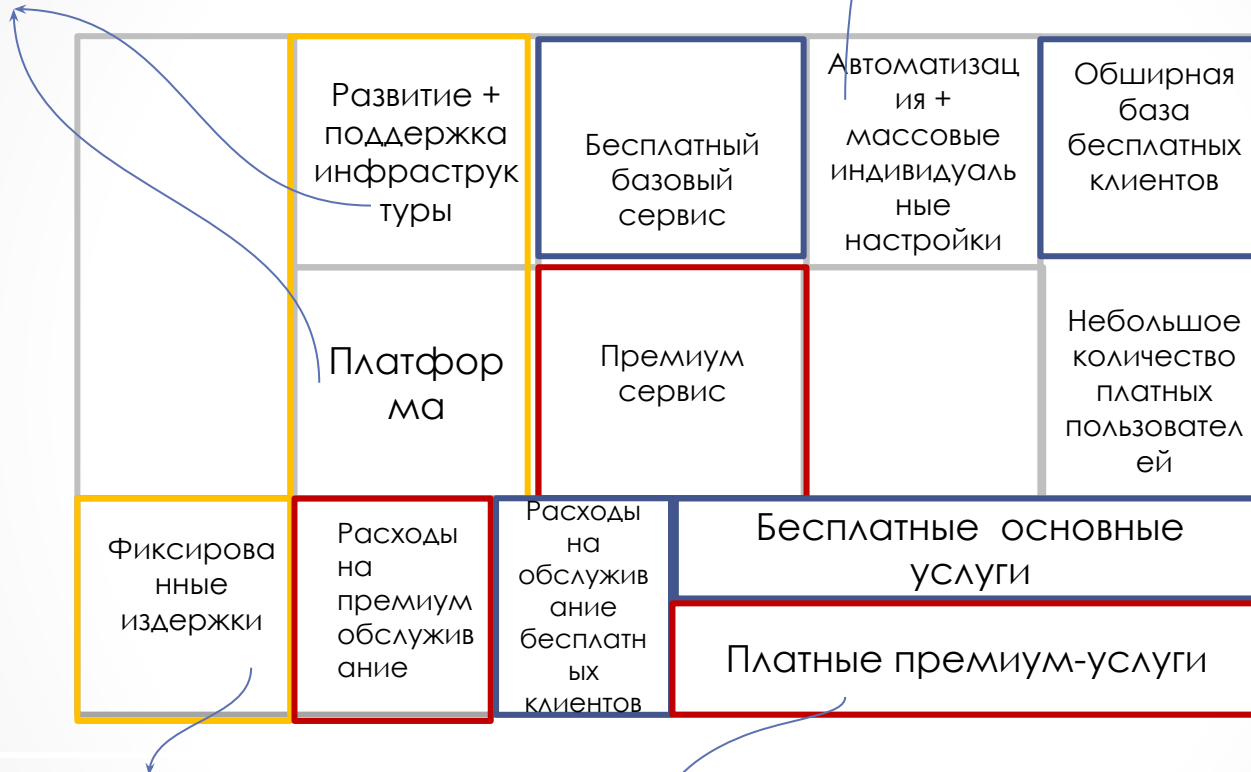 Развитие +
поддержка
инфраструк
туры
Бесплатный
базовый
сервис
Автоматизац
ия +
массовые
индивидуаль
ные
настройки
Обширная
база
бесплатных
клиентов
Платфор
ма
Премиум
сервис
Небольшое
количество
платных
пользовател
ей
Фиксирова
нные
издержки
Расходы
на
премиум
обслужив
ание
Расходы
на
обслужив
ание
бесплатн
ых
клиентов
Бесплатные основные
услуги
Платные премиум-услуги